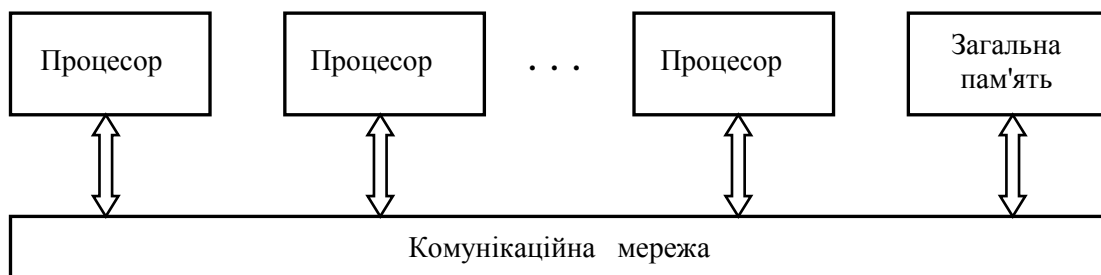 Процесор
Процесор
. . .
Процесор
Загальна
пам'ять
Комунікаційна мережа